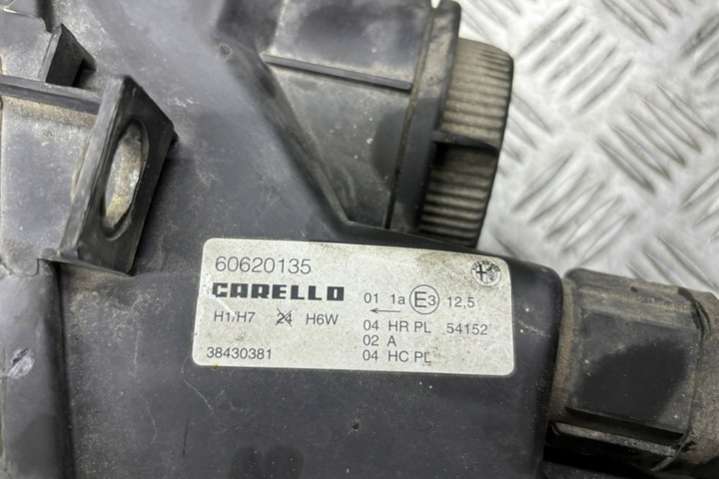 60620135
CARELLO
H1/H7 24 H6W
38430381
01 1a E3 12,5
04 HR PL 54152
02 A
04 HC PL